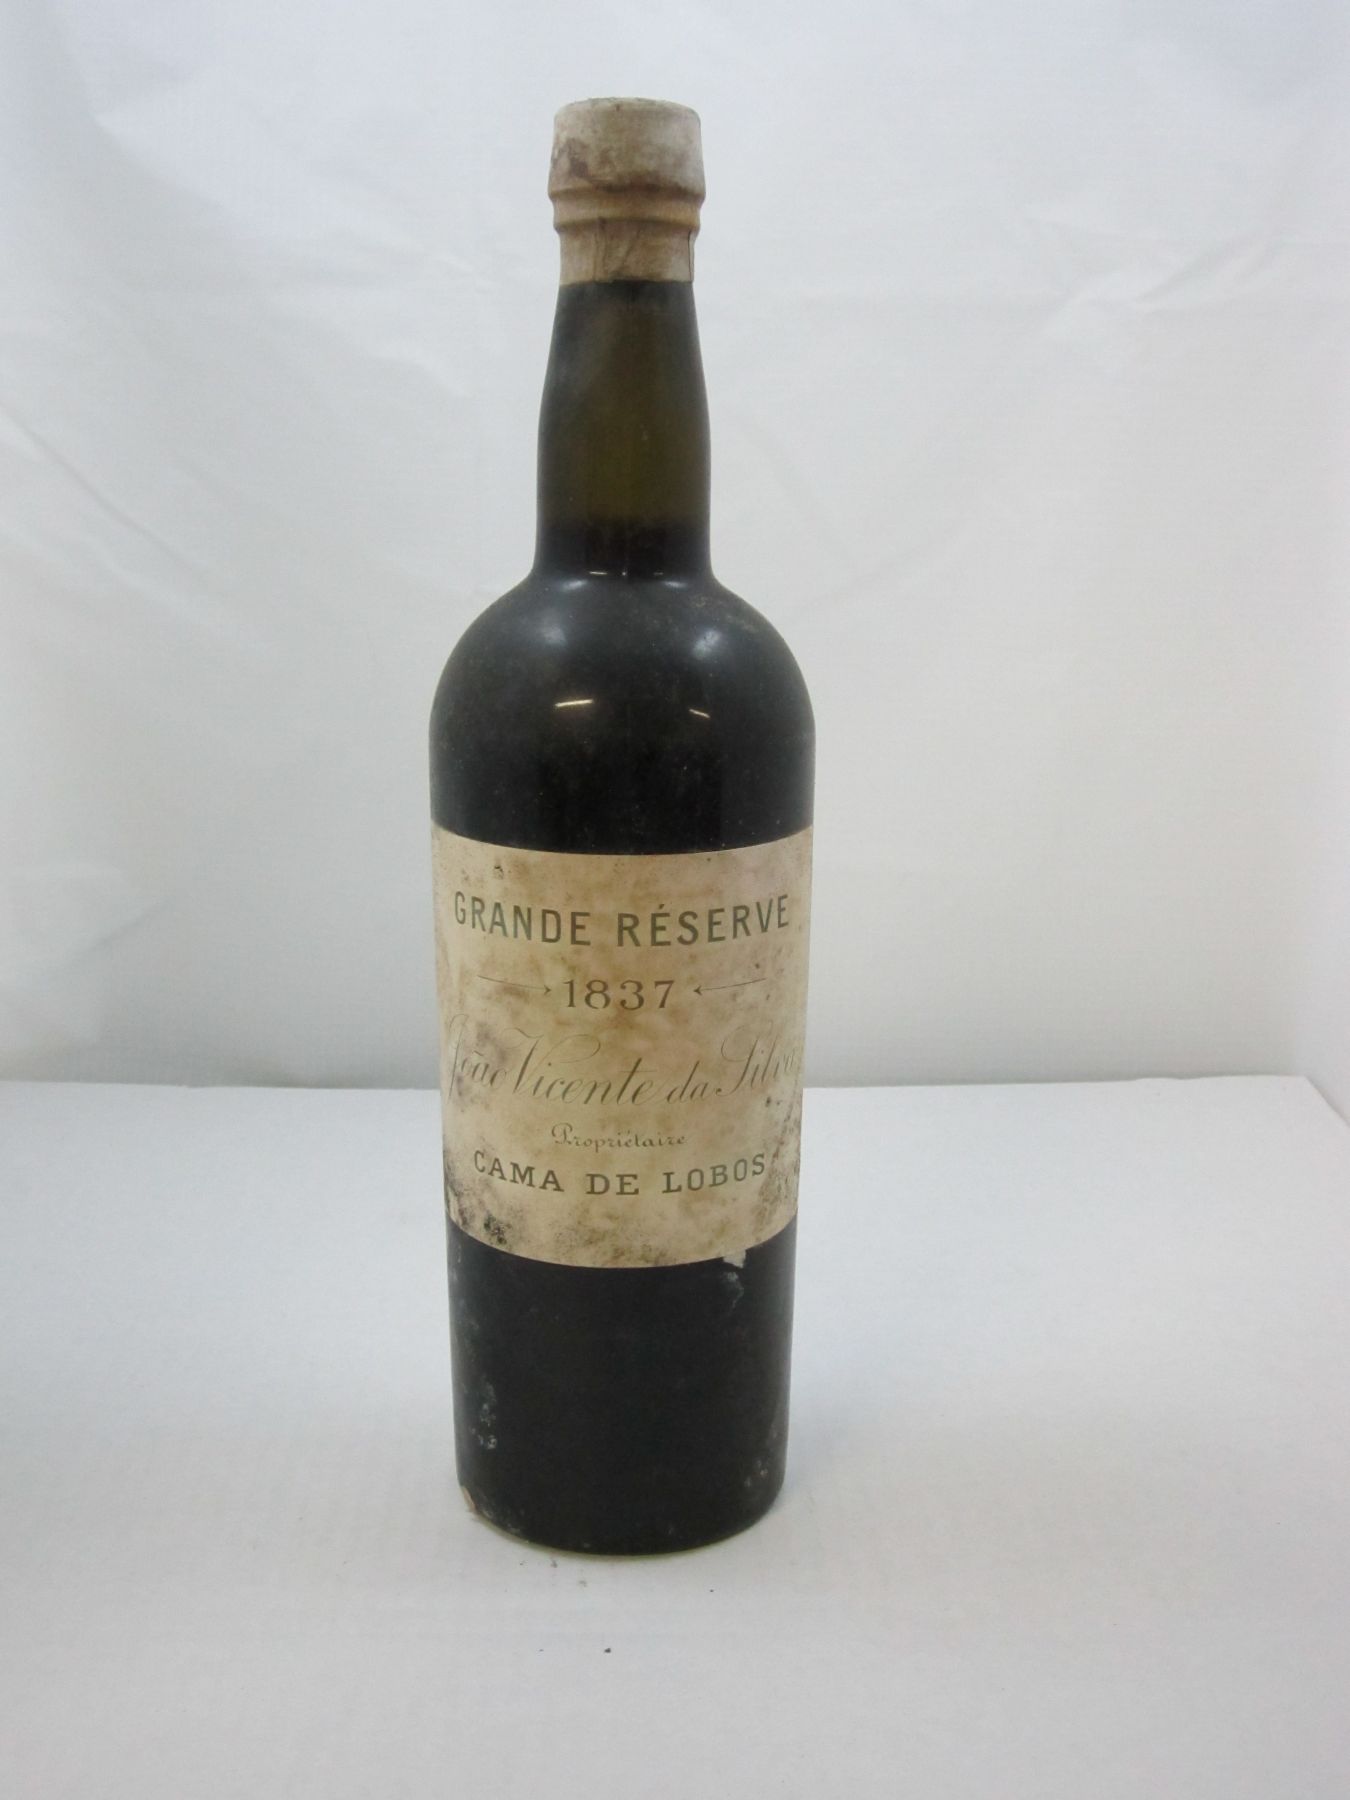 GRANDE RÉSERVE
1837
João Vicente da Silva
Propriétaire
CAMA DE LOBOS